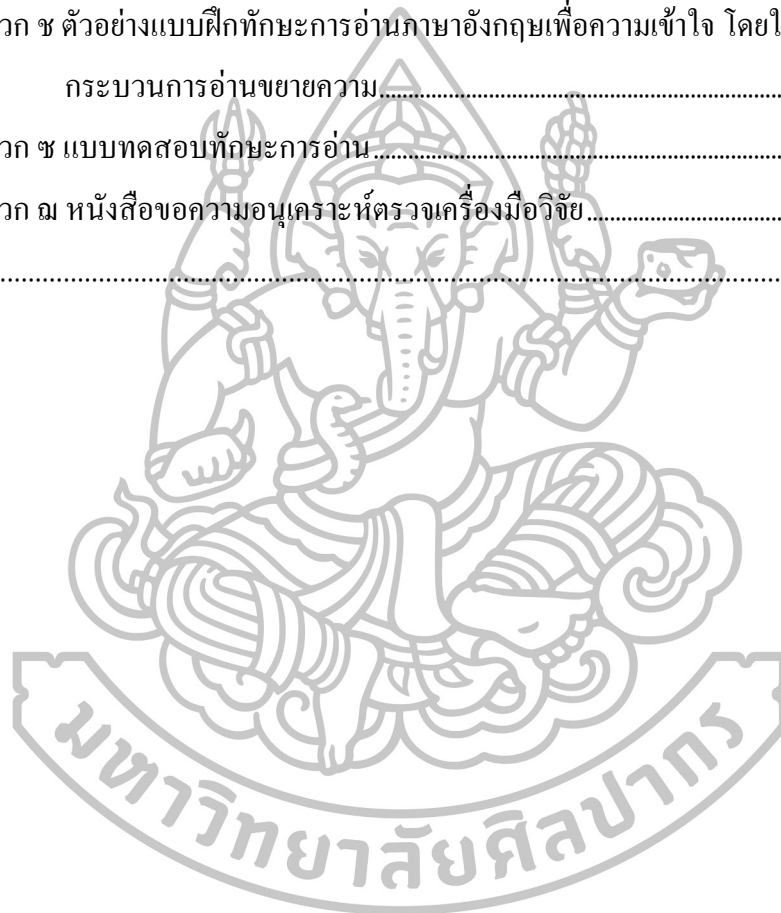 วก ช ตัวอย่างแบบฝึกทักษะการอ่านภาษาอังกฤษเพื่อความเข้าใจ โดยใ
กระบวนการอ่านขยายความ
วก ซ แบบทดสอบทักษะการอ่าน
วก ฌ หนังสือขอความอนุเคราะห์ตรวจเครื่องมือวิจัย
มหาวิทยาลัยศิลปากร